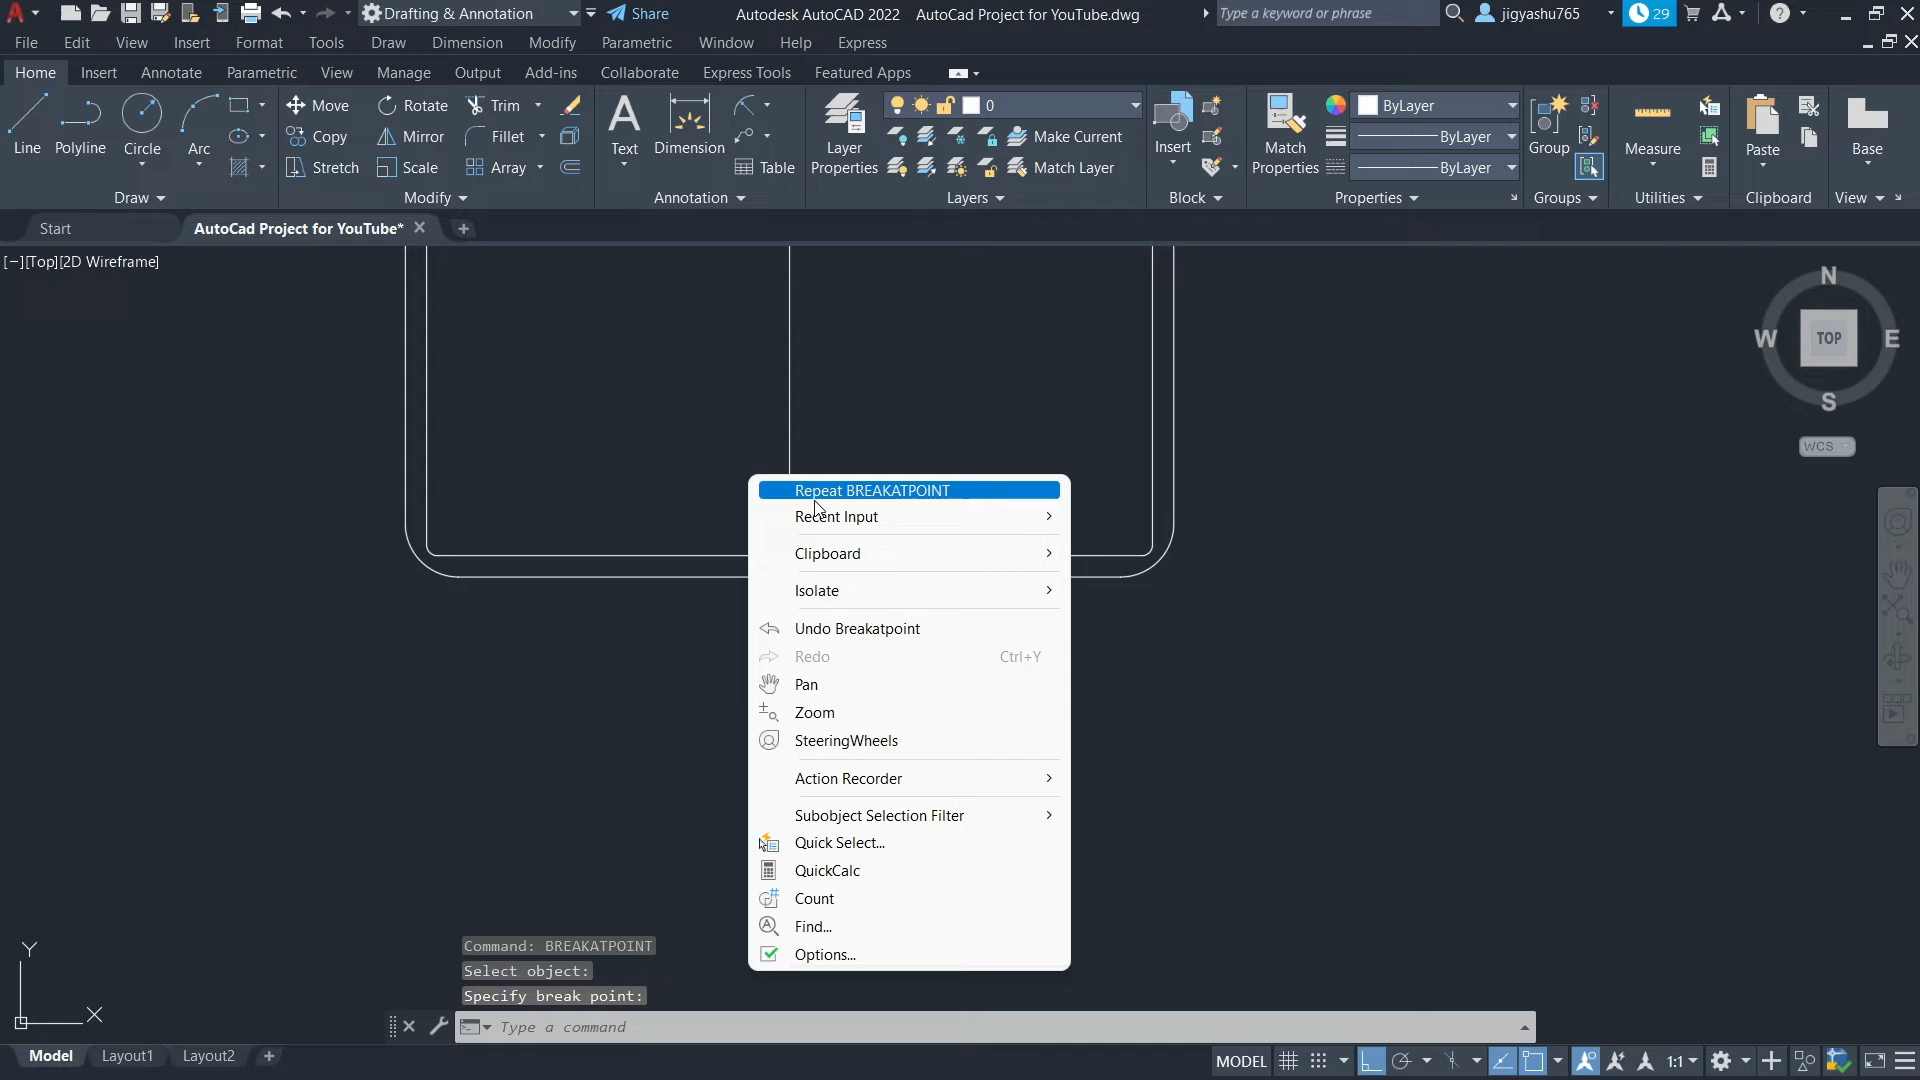 Drafting & Annotation
Share
Autodesk AutoCAD 2022 AutoCad Project for YouTube.dwg
Type a keyword or phrase
jigyashu765
29
File Edit View Insert Format Tools Draw Dimension Modify Parametric Window Help Express
Home Insert Annotate Parametric View Manage Output Add-ins Collaborate Express Tools Featured Apps
Line Polyline Circle Arc
Move Rotate Trim
Copy Mirror Fillet
Stretch Scale Array
Text Dimension Table
Layer Properties
0
Make Current
Match Layer
Insert
Match Properties
ByLayer
ByLayer
ByLayer
Group
Measure
Paste
Base
Draw Modify Annotation Layers Block Properties Groups Utilities Clipboard View
Start AutoCad Project for YouTube*
[−][Top][2D Wireframe]
N
W TOP E
S
WCS
Repeat BREAKATPOINT
Recent Input
Clipboard
Isolate
Undo Breakatpoint
Redo Ctrl+Y
Pan
Zoom
SteeringWheels
Action Recorder
Subobject Selection Filter
Quick Select...
QuickCalc
Count
Find...
Options...
Y
X
Command: BREAKATPOINT
Select object:
Specify break point:
Type a command
Model Layout1 Layout2
MODEL 1:1